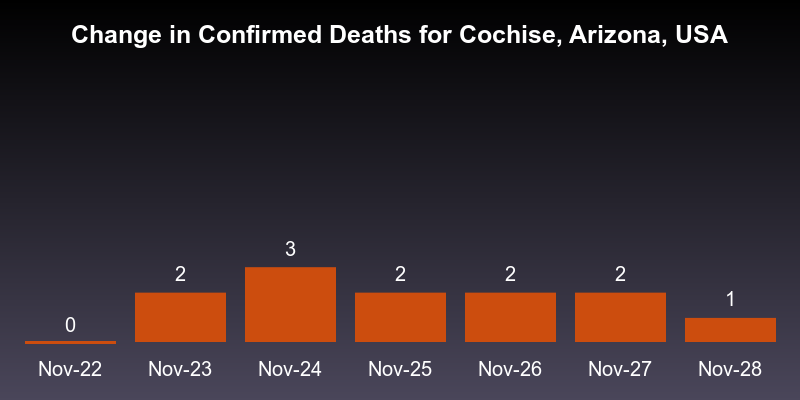 Change in Confirmed Deaths for Cochise, Arizona, USA
0 2 3 2 2 2 1
Nov-22 Nov-23 Nov-24 Nov-25 Nov-26 Nov-27 Nov-28